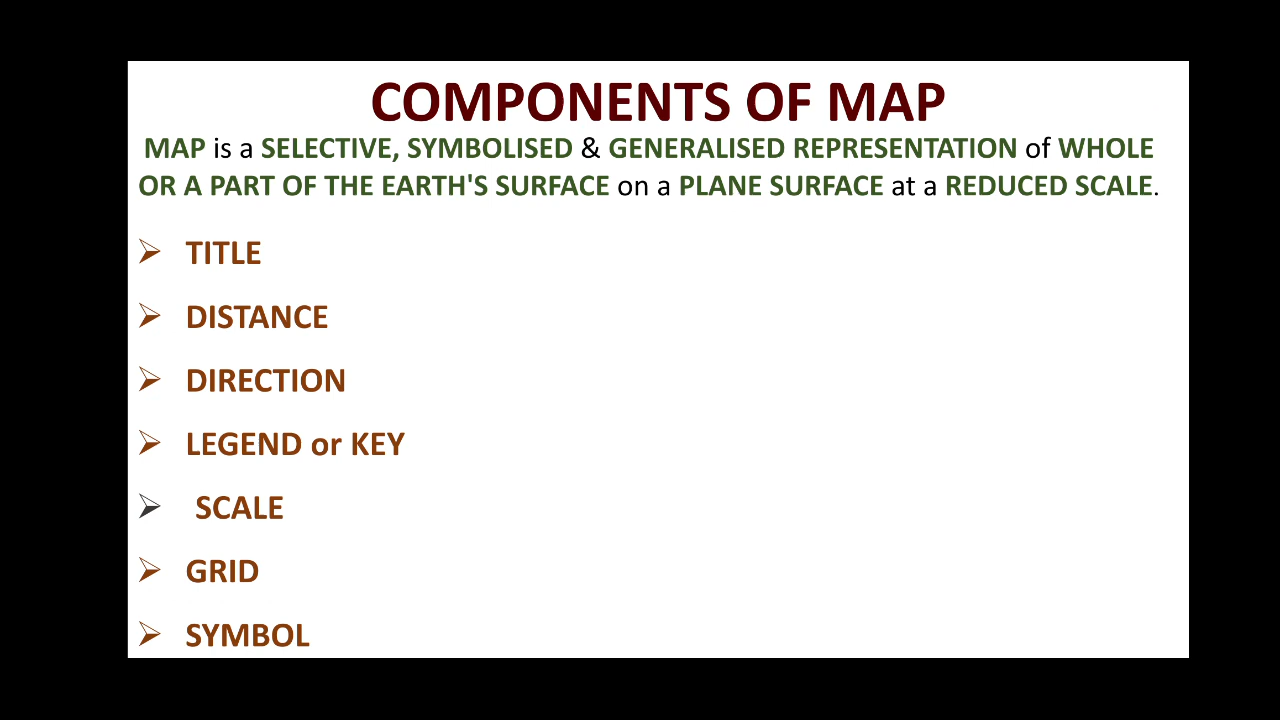 COMPONENTS OF MAP
MAP is a SELECTIVE, SYMBOLISED & GENERALISED REPRESENTATION of WHOLE
OR A PART OF THE EARTH'S SURFACE on a PLANE SURFACE at a REDUCED SCALE.
➢ TITLE
➢ DISTANCE
➢ DIRECTION
➢ LEGEND or KEY
➢ SCALE
➢ GRID
➢ SYMBOL